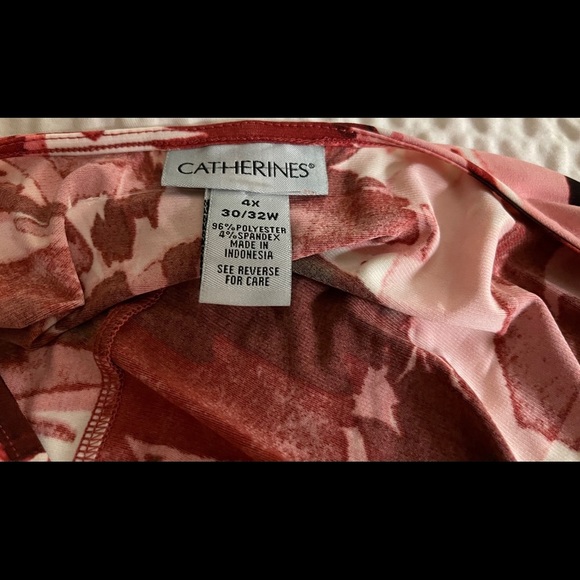 CATHERINES®
4X
30/32W
96% POLYESTER
4% SPANDEX
MADE IN
INDONESIA
SEE REVERSE
FOR CARE